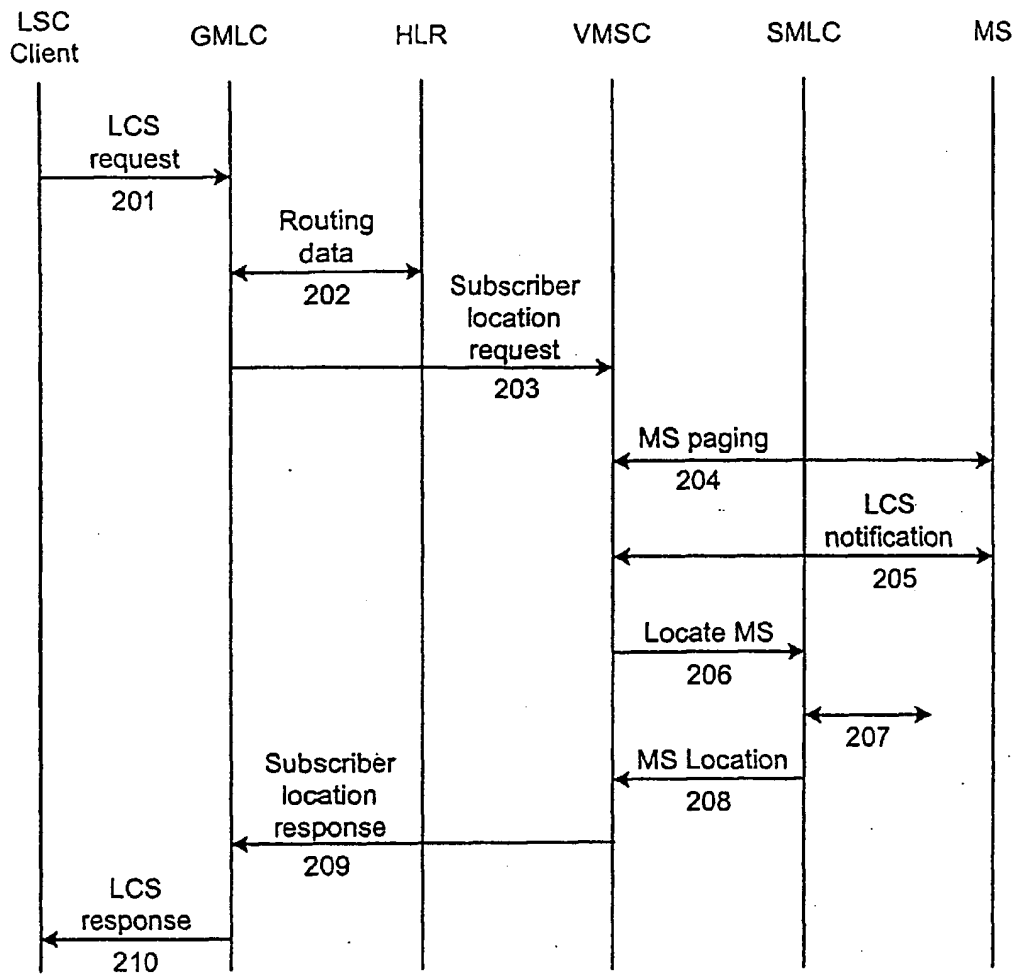 LSC
Client
GMLC
HLR
VMSC
SMLC
MS
LCS
request
201
Routing
data
202
Subscriber
location
request
203
MS paging
204
LCS
notification
205
Locate MS
206
207
MS Location
208
Subscriber
location
response
209
LCS
response
210